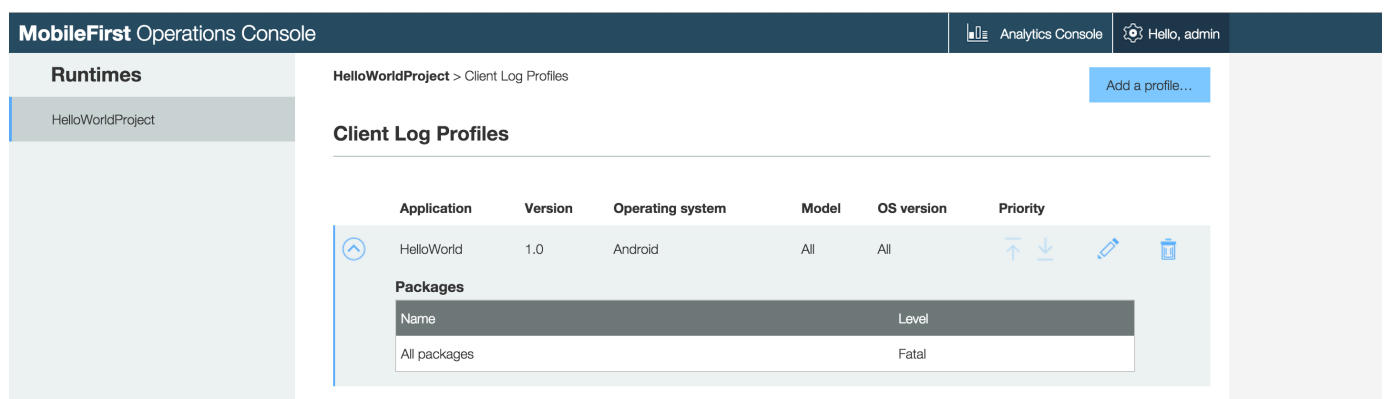 MobileFirst Operations Console
Analytics Console
Hello, admin
Runtimes
HelloWorldProject
HelloWorldProject > Client Log Profiles
Add a profile...
Client Log Profiles
Application Version Operating system Model OS version Priority
HelloWorld 1.0 Android All All
Packages
Name Level
All packages Fatal